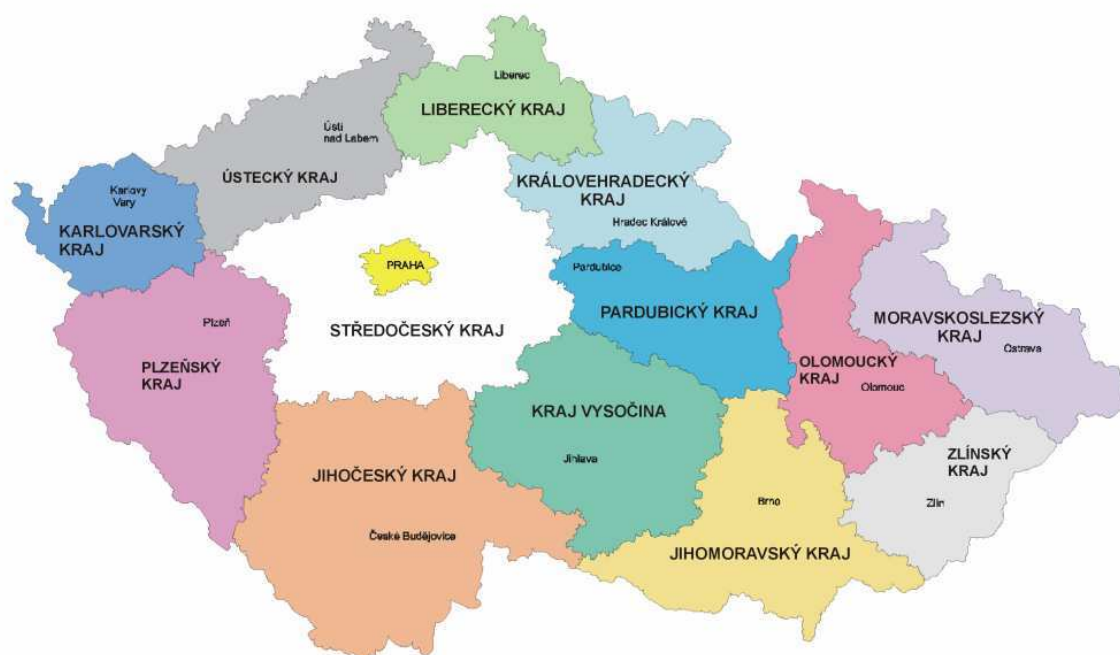 Liberec
LIBERECKÝ KRAJ
Ústí
nad Labem
ÚSTECKÝ KRAJ
Karlovy
Vary
KARLOVARSKÝ
KRAJ
KRÁLOVEHRADECKÝ
KRAJ
Hradec Králové
PRAHA
STŘEDOČESKÝ KRAJ
Pardubice
PARDUBICKÝ KRAJ
Plzeň
PLZEŇSKÝ
KRAJ
MORAVSKOSLEZSKÝ
KRAJ
Ostrava
OLOMOUCKÝ
KRAJ
Olomouc
KRAJ VYSOČINA
Jihlava
JIHOČESKÝ KRAJ
České Budějovice
ZLÍNSKÝ
KRAJ
Zlín
Brno
JIHOMORAVSKÝ KRAJ